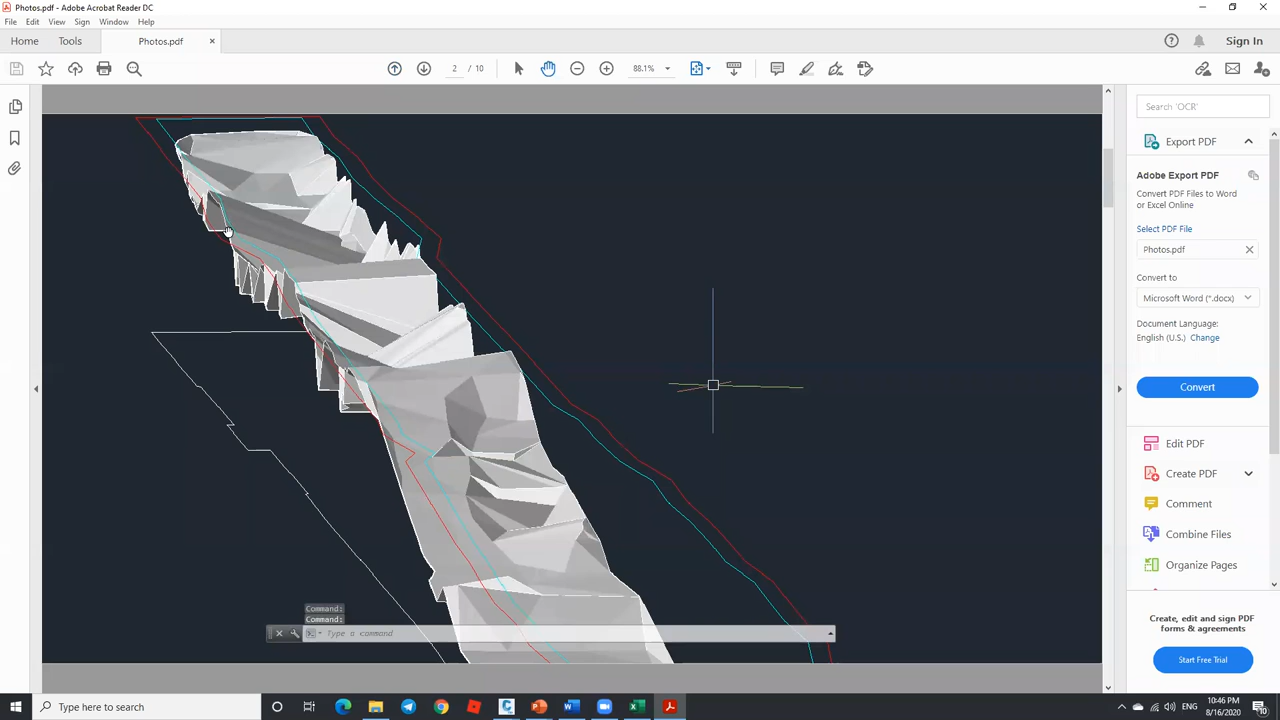 Photos.pdf - Adobe Acrobat Reader DC
File Edit View Sign Window Help
Home Tools Photos.pdf × Sign In
2 / 10 88.1%
Search 'OCR'
Export PDF
Adobe Export PDF
Convert PDF Files to Word
or Excel Online
Select PDF File
Photos.pdf
Convert to
Microsoft Word (*.docx)
Document Language:
English (U.S.) Change
Convert
Edit PDF
Create PDF
Comment
Combine Files
Organize Pages
Create, edit and sign PDF
forms & agreements
Start Free Trial
Command:
Command:
Type a command
Type here to search
ENG
10:46 PM
8/16/2020
10